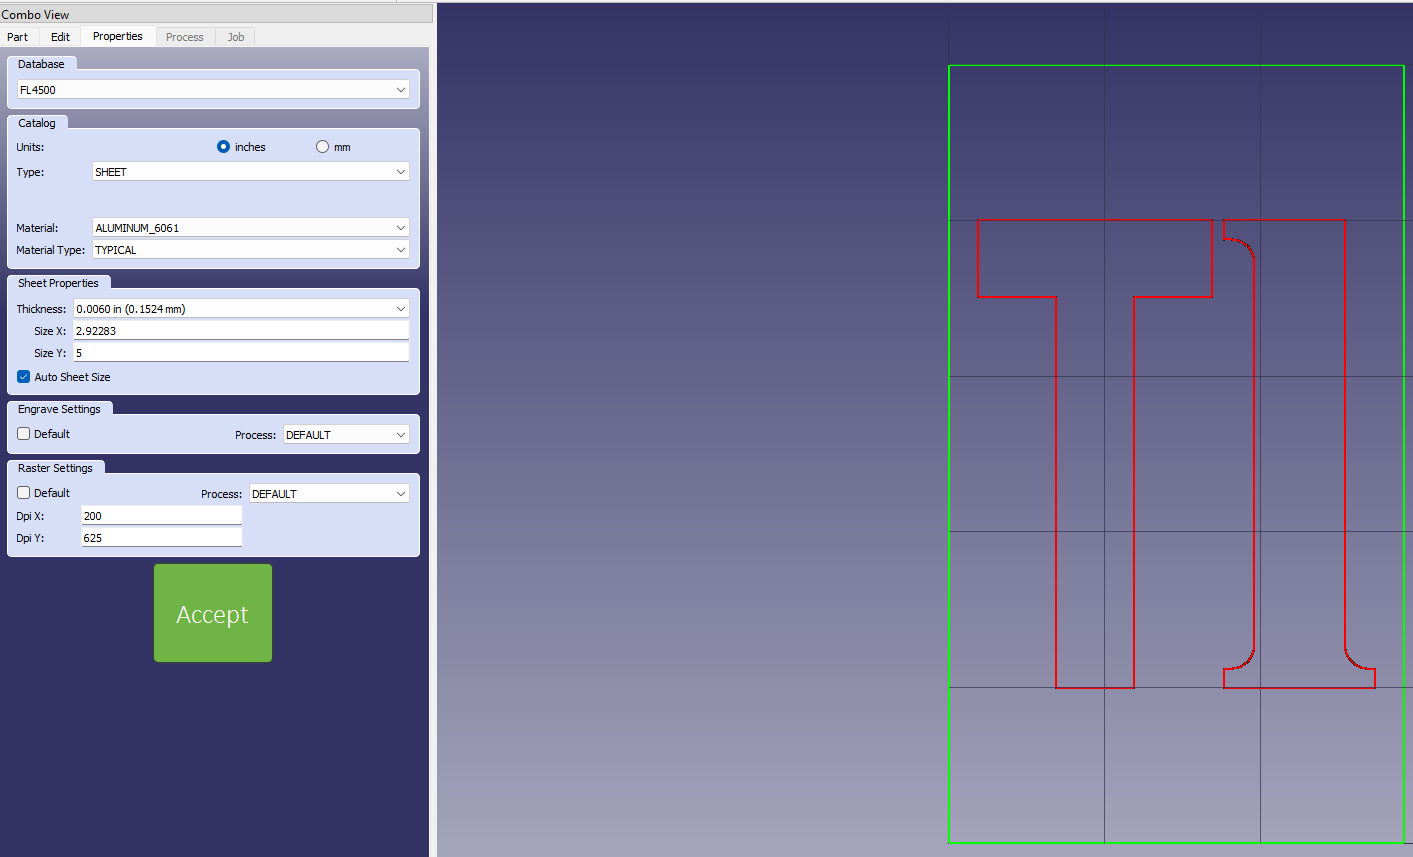 Combo View
Part Edit Properties Process Job
Database
FL4500
Catalog
Units: inches mm
Type: SHEET
Material: ALUMINUM_6061
Material Type: TYPICAL
Sheet Properties
Thickness: 0.0060 in (0.1524 mm)
Size X: 2.92283
Size Y: 5
Auto Sheet Size
Engrave Settings
Default Process: DEFAULT
Raster Settings
Default Process: DEFAULT
Dpi X: 200
Dpi Y: 625
Accept
Tl